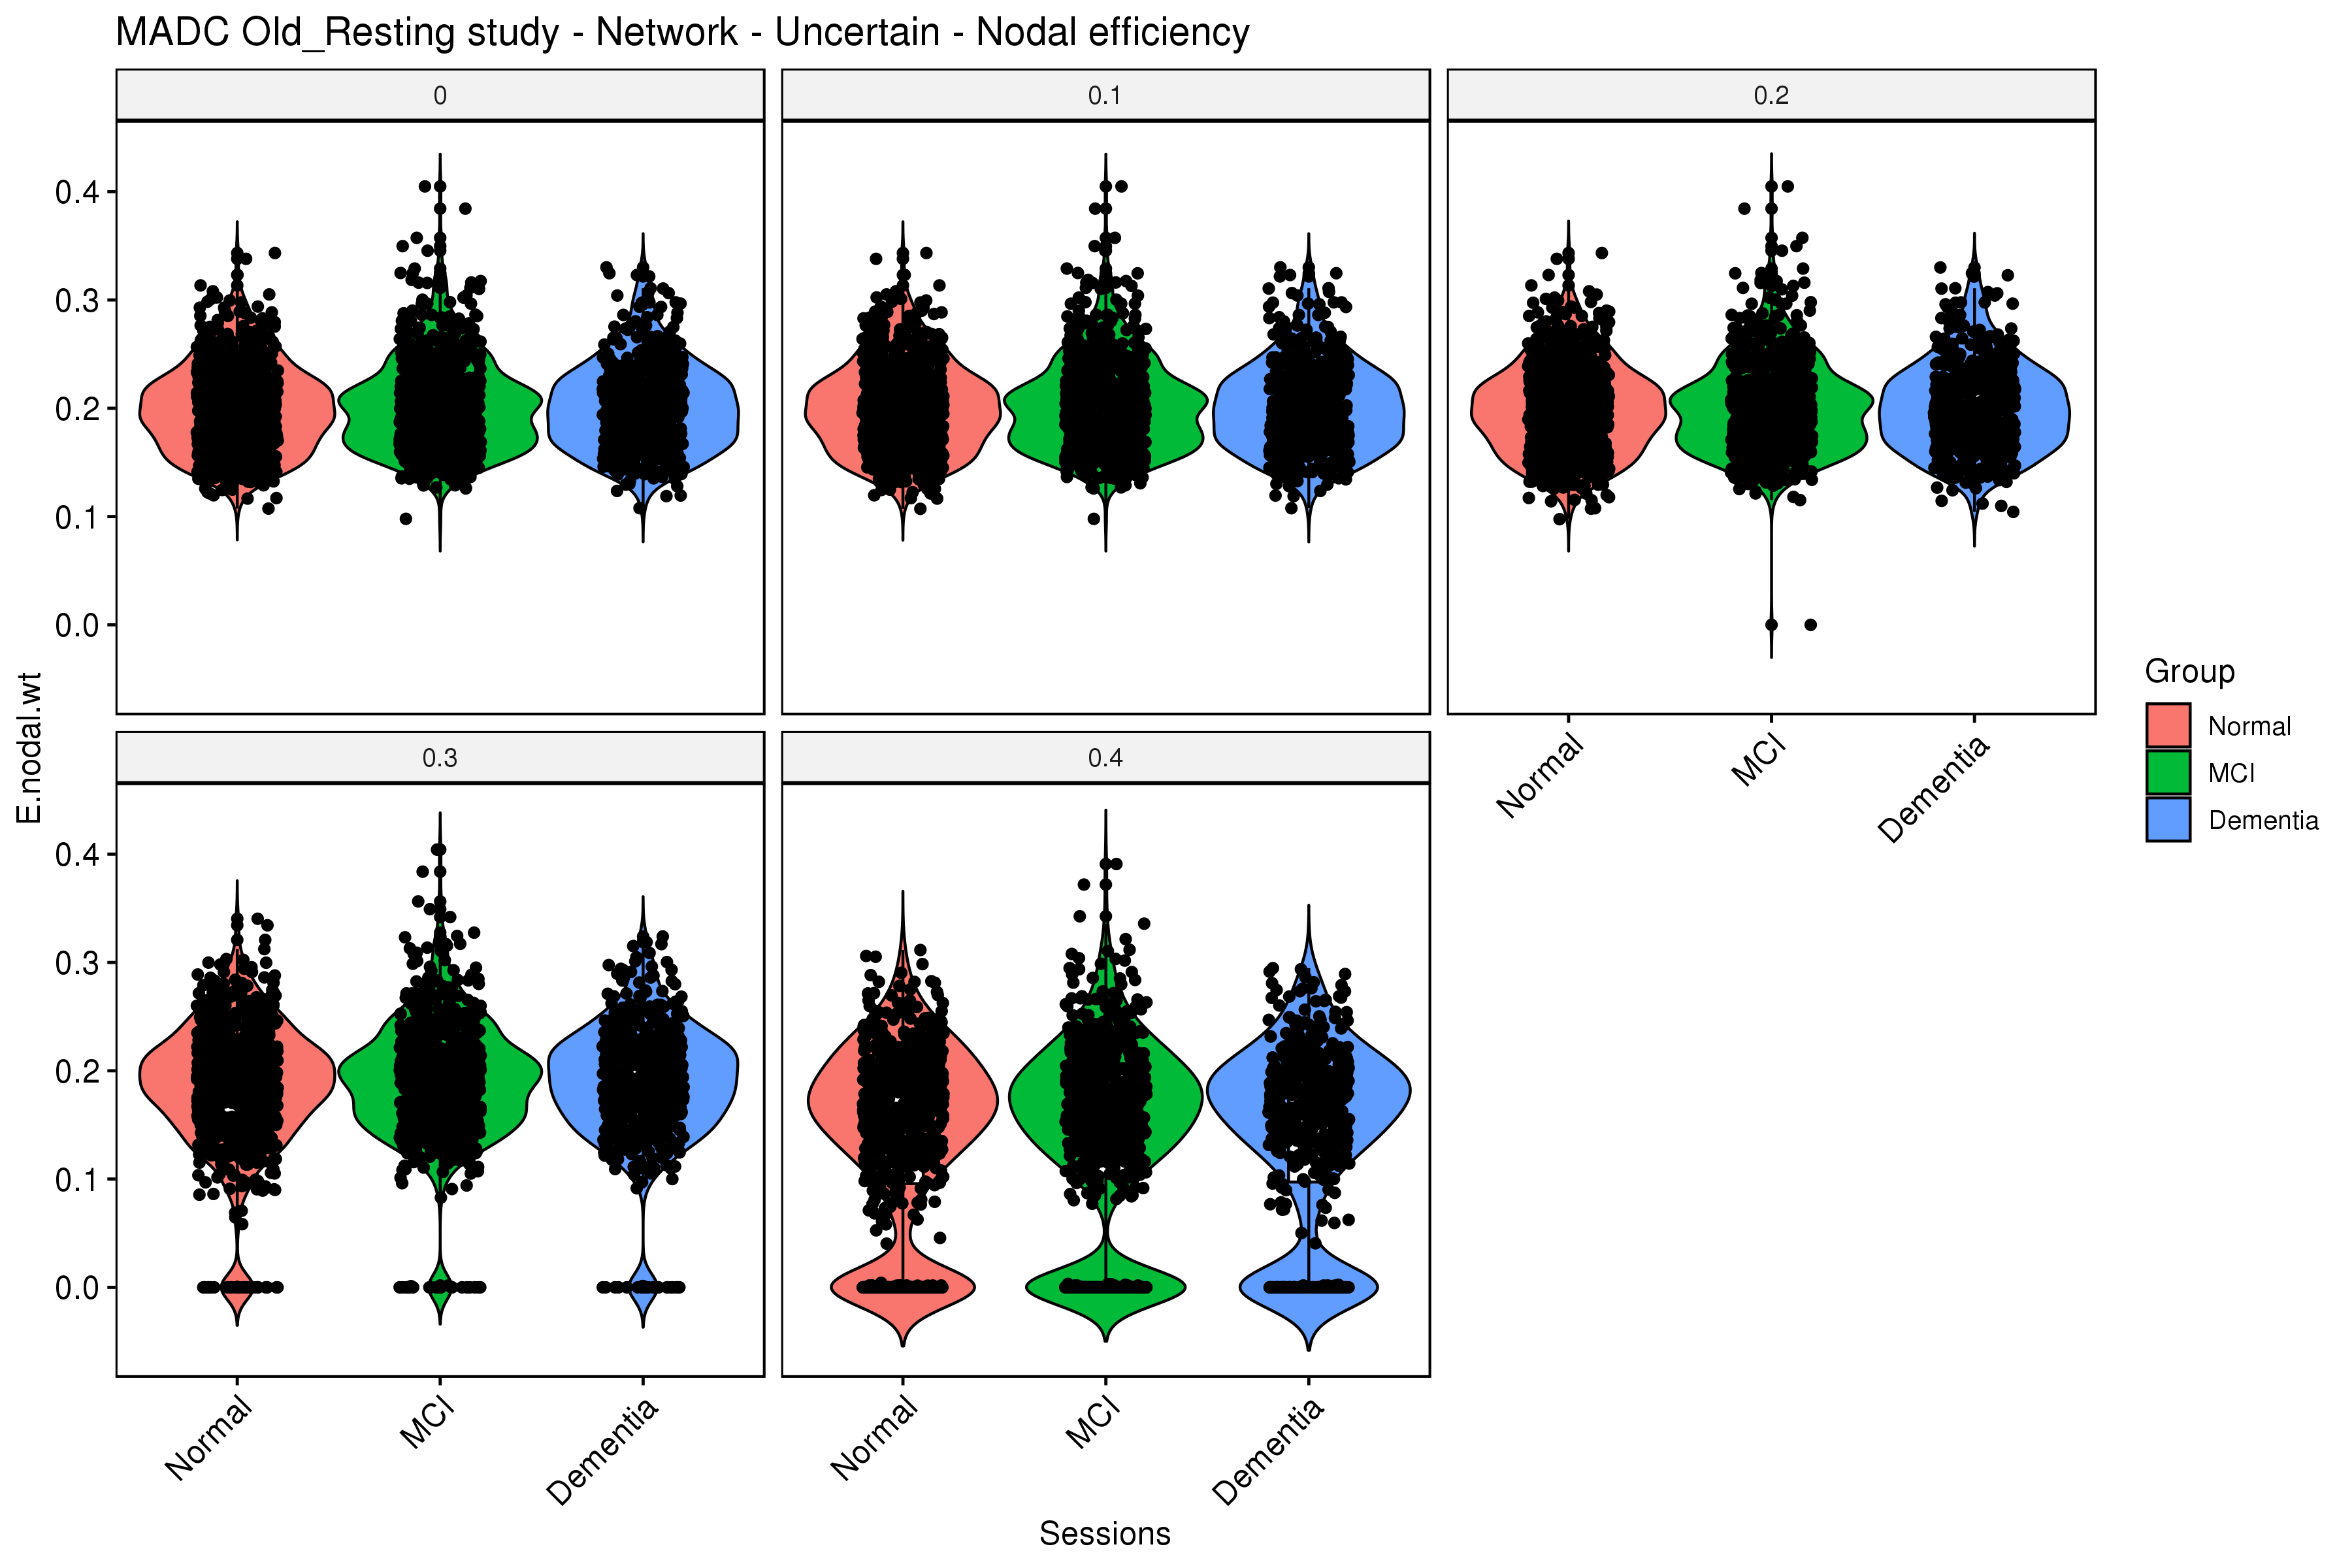 MADC Old_Resting study - Network - Uncertain - Nodal efficiency
0
0.1
0.2
0.4
0.3
0.2
0.1
0.0
Normal
MCI
Dementia
0.3
0.4
0.4
0.3
0.2
0.1
0.0
Normal
MCI
Dementia
Normal
MCI
Dementia
Sessions
E.nodal.wt
Group
Normal
MCI
Dementia